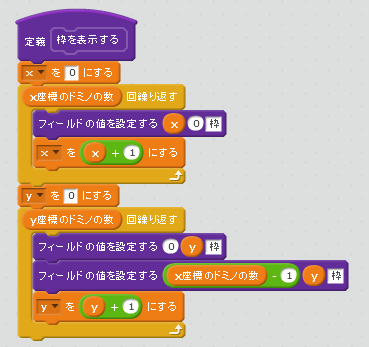 定義 枠を表示する
x を 0 にする
x座標のドミノの数 回繰り返す
フィールドの値を設定する x 0 枠
x を x + 1 にする
y を 0 にする
y座標のドミノの数 回繰り返す
フィールドの値を設定する 0 y 枠
フィールドの値を設定する x座標のドミノの数 - 1 y 枠
y を y + 1 にする